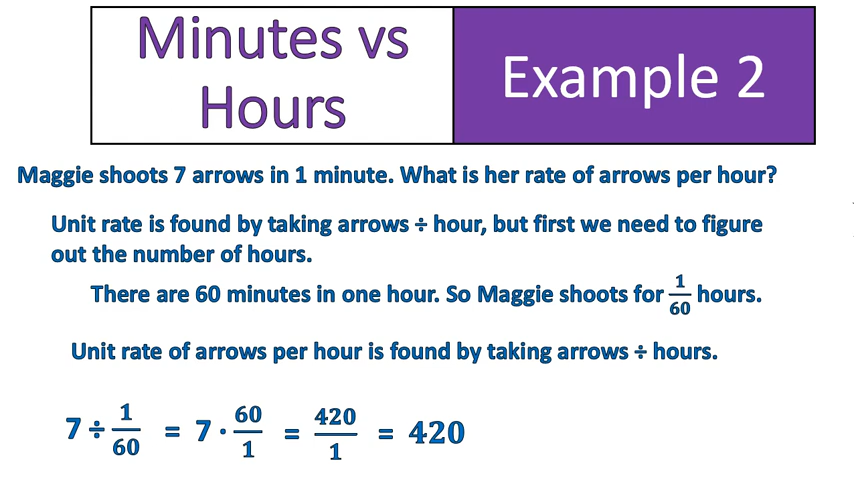 Minutes vs
Hours
Example 2
Maggie shoots 7 arrows in 1 minute. What is her rate of arrows per hour?
Unit rate is found by taking arrows ÷ hour, but first we need to figure
out the number of hours.
There are 60 minutes in one hour. So Maggie shoots for 1/60 hours.
Unit rate of arrows per hour is found by taking arrows ÷ hours.
7 ÷ 1/60 = 7 · 60/1 = 420/1 = 420